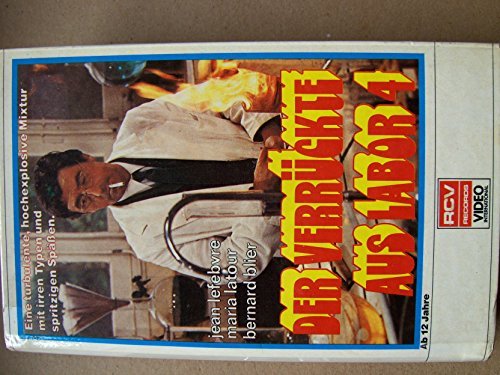 Eine turbulente, hochexplosive Mixtur
mit irren Typen und
spritzigen Spaßen.
jean lefebvre
maria latour
bernard blier
DER VERRÜCKTE
AUS LABOR 4
Ab 12 Jahre
RCV
RECORDS
VIDEO
INTERNATIONAL